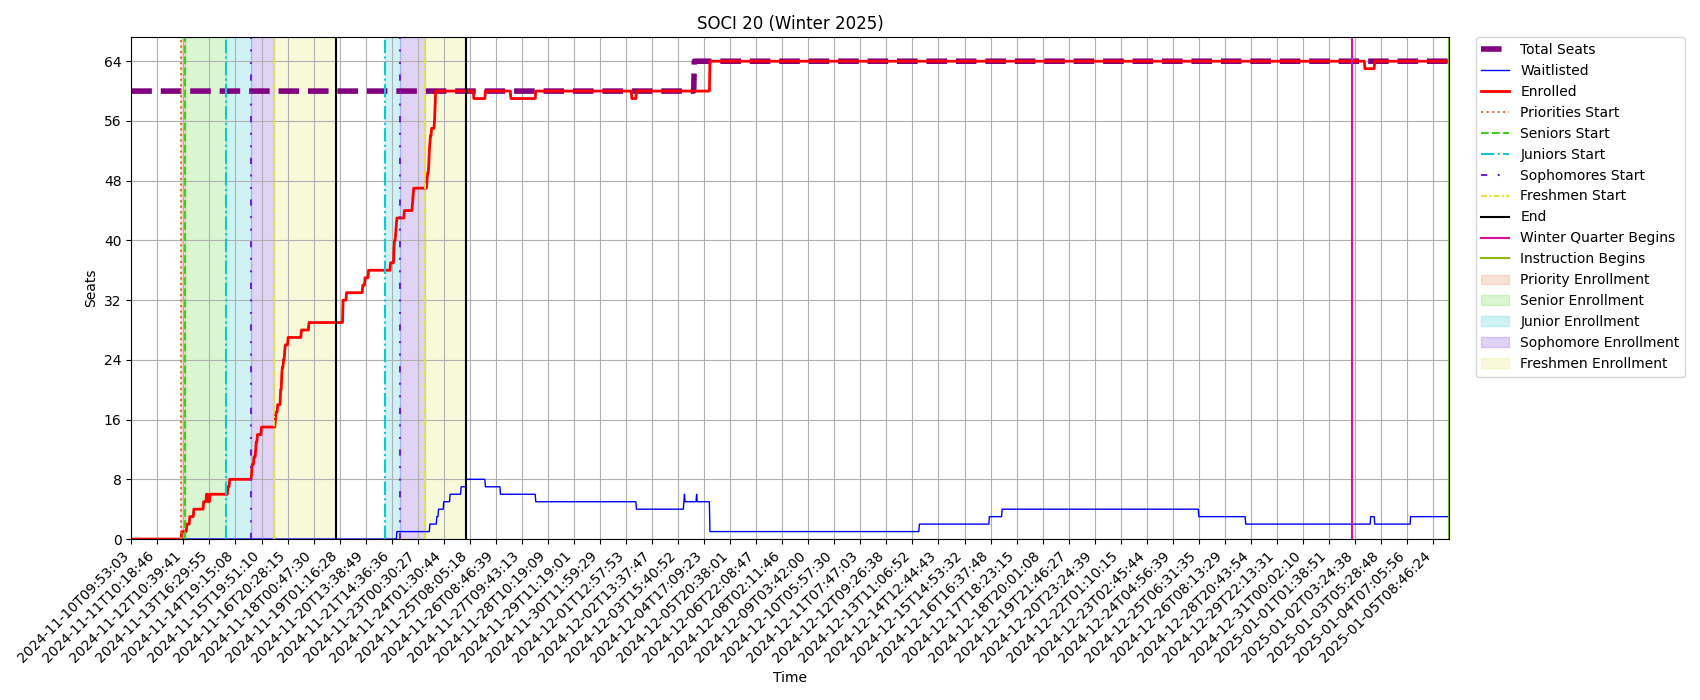 SOCI 20 (Winter 2025)
64
56
48
40
32
24
16
8
0
Seats
2024-11-10T09:53:03
2024-11-11T10:18:46
2024-11-12T10:39:41
2024-11-13T16:29:55
2024-11-14T19:15:08
2024-11-15T19:51:10
2024-11-16T20:28:15
2024-11-18T00:47:30
2024-11-19T01:16:28
2024-11-20T13:38:49
2024-11-21T14:36:36
2024-11-23T00:30:27
2024-11-24T01:30:44
2024-11-25T08:05:18
2024-11-26T08:46:39
2024-11-27T09:43:13
2024-11-28T10:19:09
2024-11-29T11:19:01
2024-11-30T11:59:29
2024-12-01T12:57:53
2024-12-02T13:37:47
2024-12-03T15:40:52
2024-12-04T17:09:23
2024-12-05T20:38:01
2024-12-06T22:08:47
2024-12-08T02:11:46
2024-12-09T03:42:00
2024-12-10T05:57:30
2024-12-11T07:47:03
2024-12-12T09:26:38
2024-12-13T11:06:52
2024-12-14T12:44:43
2024-12-15T14:53:32
2024-12-16T16:37:48
2024-12-17T18:23:15
2024-12-18T20:01:08
2024-12-19T21:46:27
2024-12-20T23:24:39
2024-12-22T01:10:15
2024-12-23T02:45:44
2024-12-24T04:56:39
2024-12-25T06:31:35
2024-12-26T08:13:29
2024-12-28T20:43:54
2024-12-29T22:13:31
2024-12-31T00:02:10
2025-01-01T01:38:51
2025-01-02T03:24:38
2025-01-03T05:28:48
2025-01-04T07:05:56
2025-01-05T08:46:24
Time
Total Seats
Waitlisted
Enrolled
Priorities Start
Seniors Start
Juniors Start
Sophomores Start
Freshmen Start
End
Winter Quarter Begins
Instruction Begins
Priority Enrollment
Senior Enrollment
Junior Enrollment
Sophomore Enrollment
Freshmen Enrollment